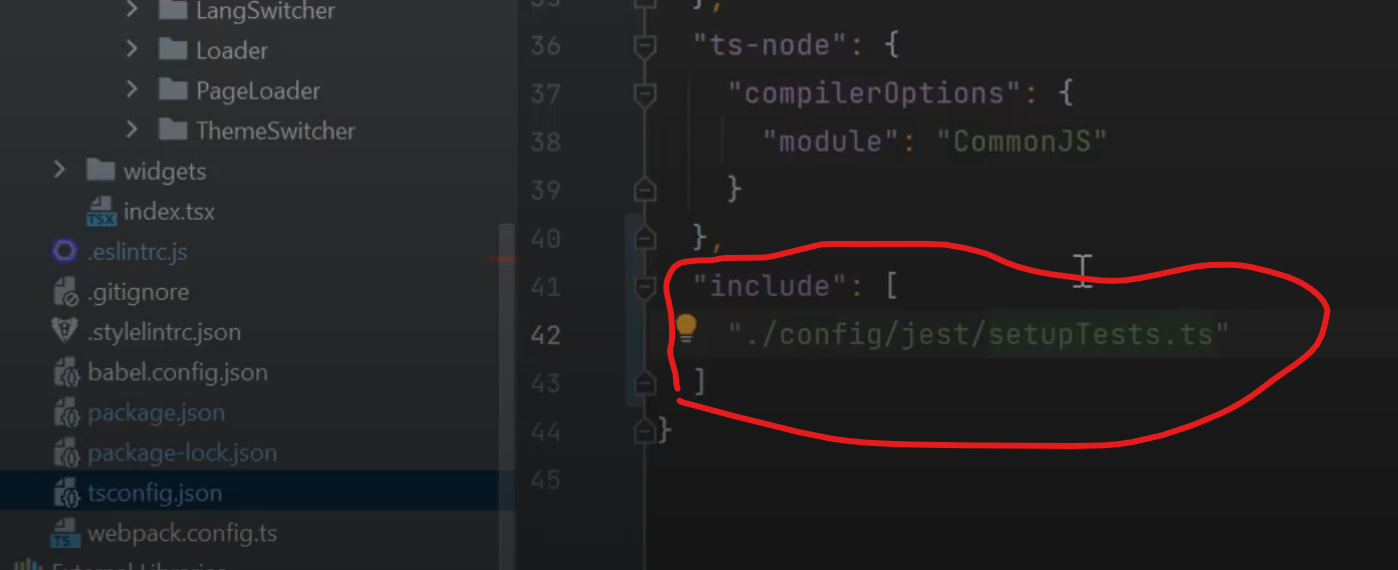 LangSwitcher
Loader
PageLoader
ThemeSwitcher
widgets
TSX index.tsx
.eslintrc.js
.gitignore
.stylelintrc.json
babel.config.json
package.json
package-lock.json
tsconfig.json
TS webpack.config.ts
External Libraries
35 },
36 "ts-node": {
37 "compilerOptions": {
38 "module": "CommonJS"
39 }
40 },
41 "include": [
42 "./config/jest/setupTests.ts"
43 ]
44 }
45